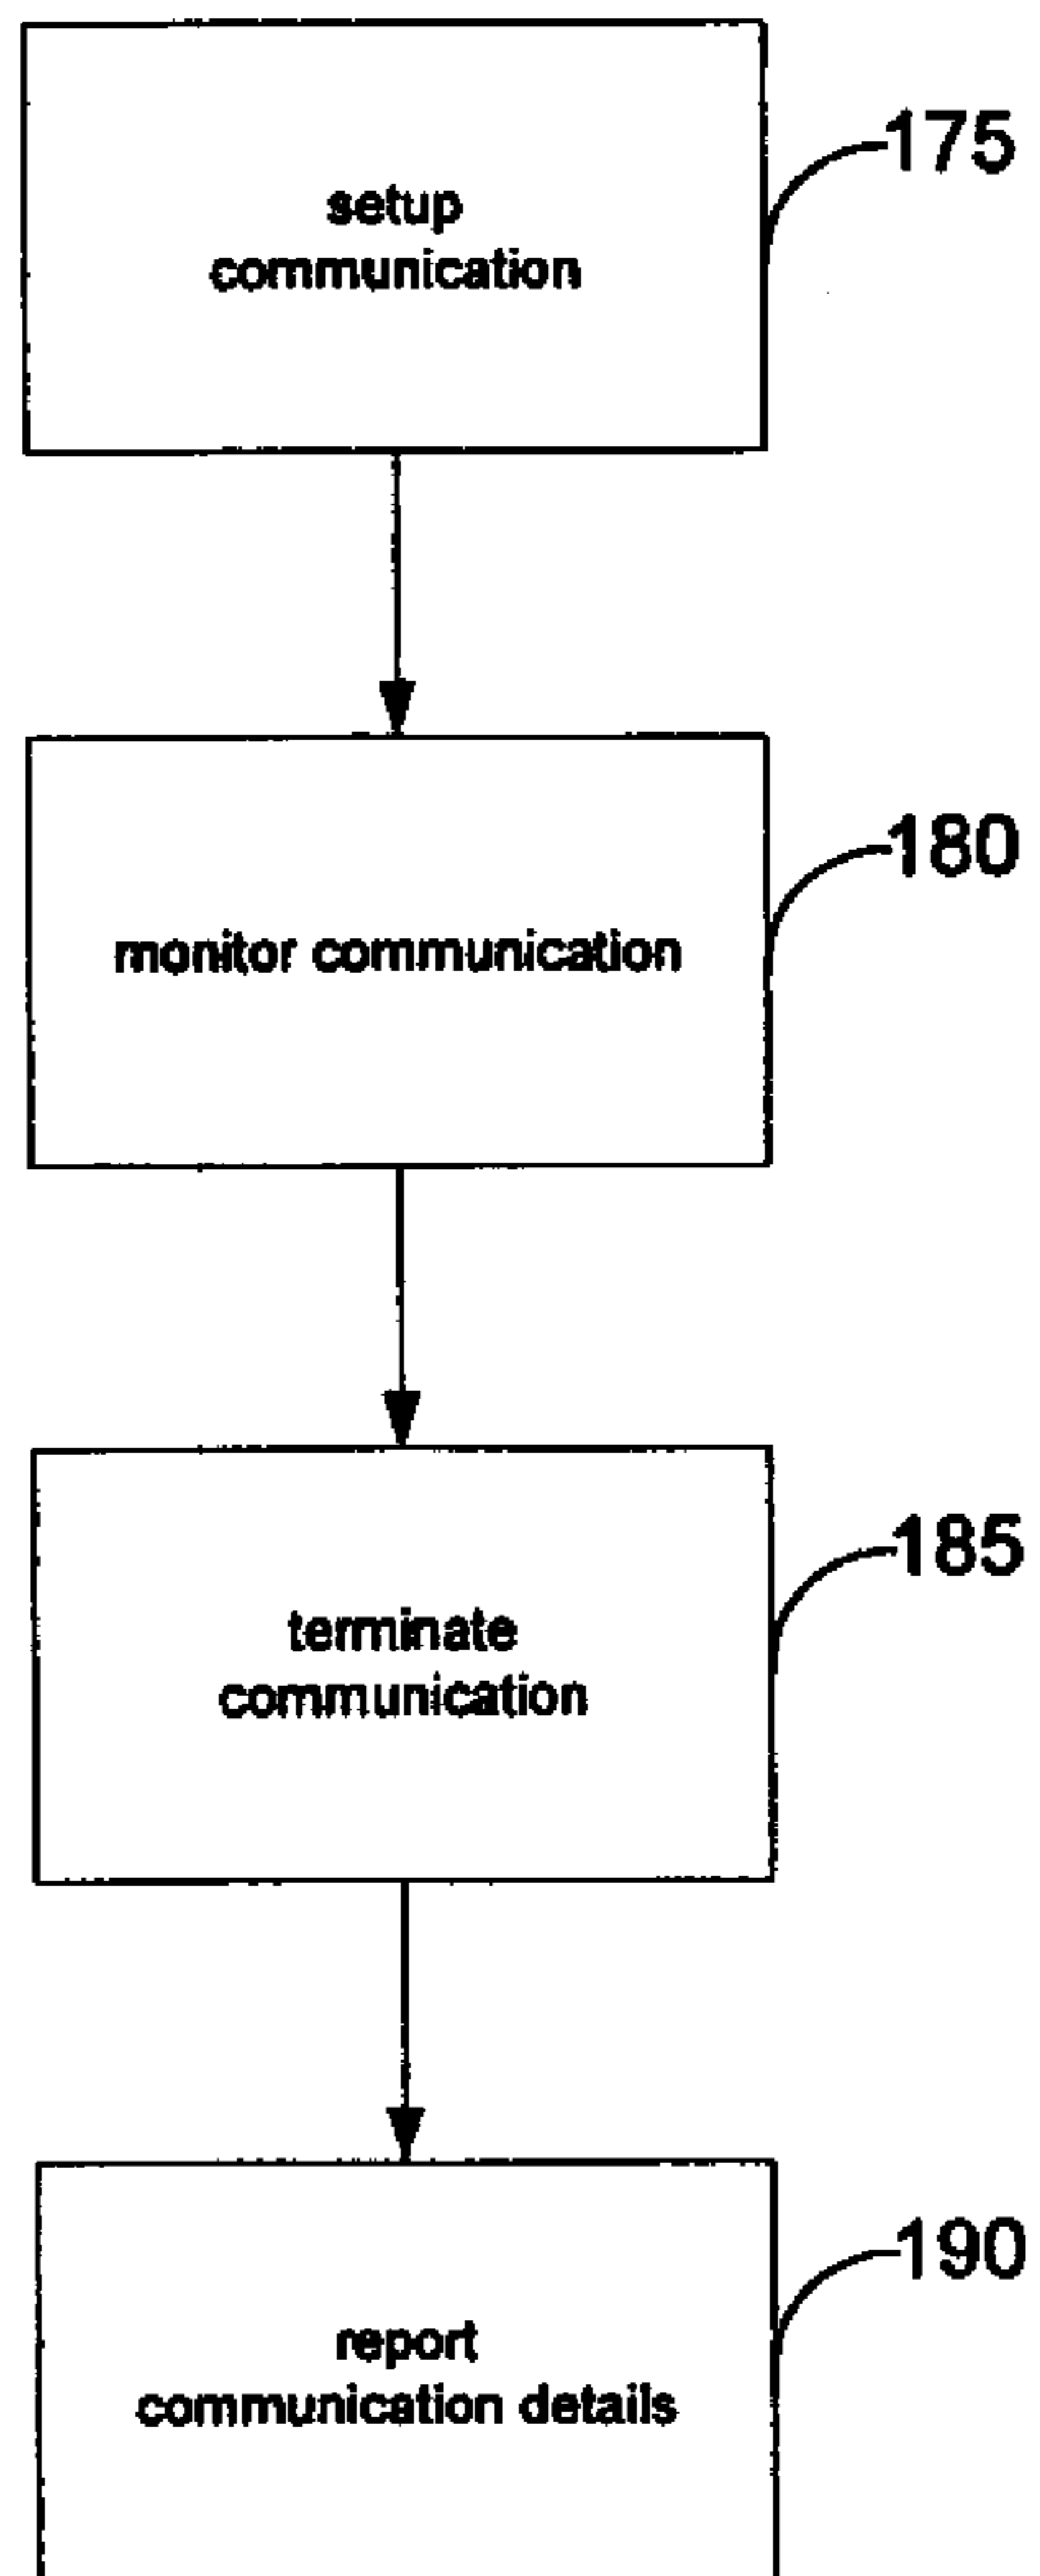 setup
communication
175
monitor communication
180
terminate
communication
185
report
communication details
190